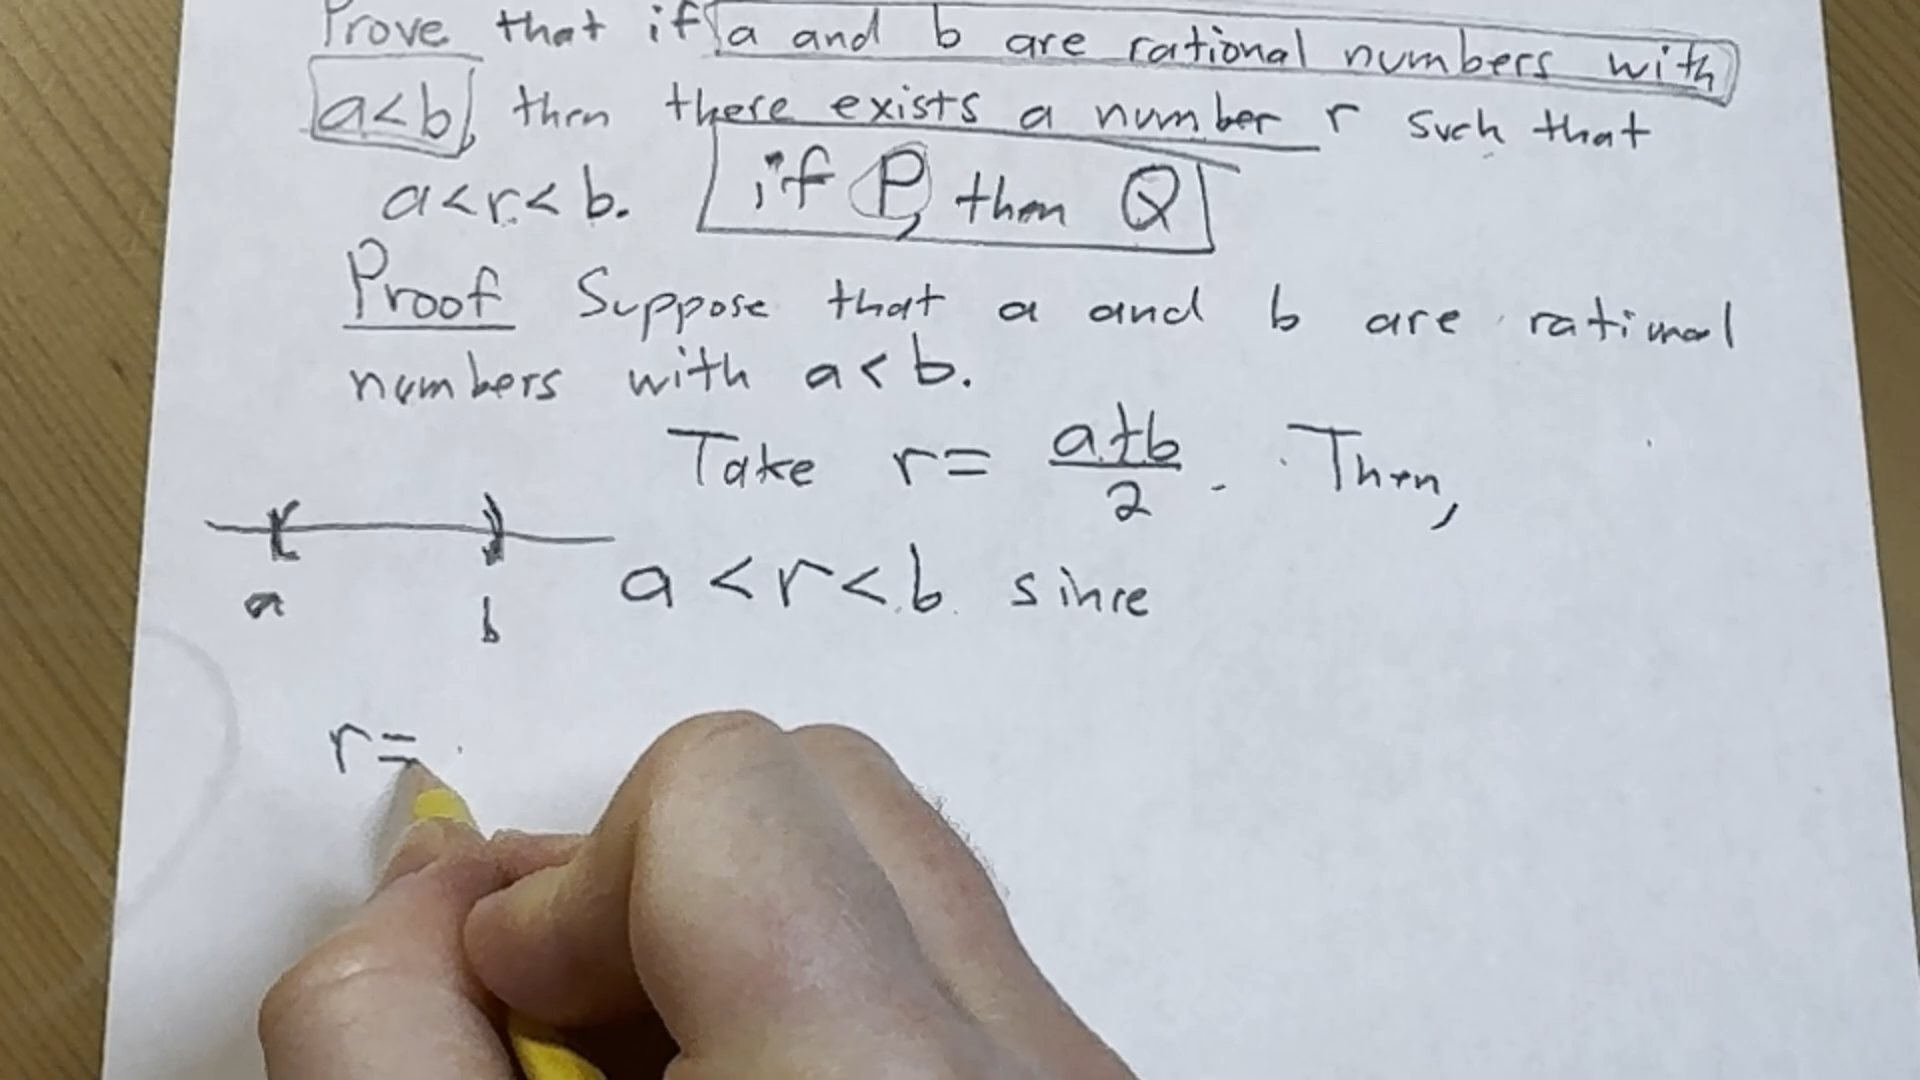 Prove that if a and b are rational numbers with
a<b, then there exists a number r such that
a<r<b. if P, then Q
Proof Suppose that a and b are rational
numbers with a<b.
Take r= a+b/2. Then,
a<r<b since
a b
r=